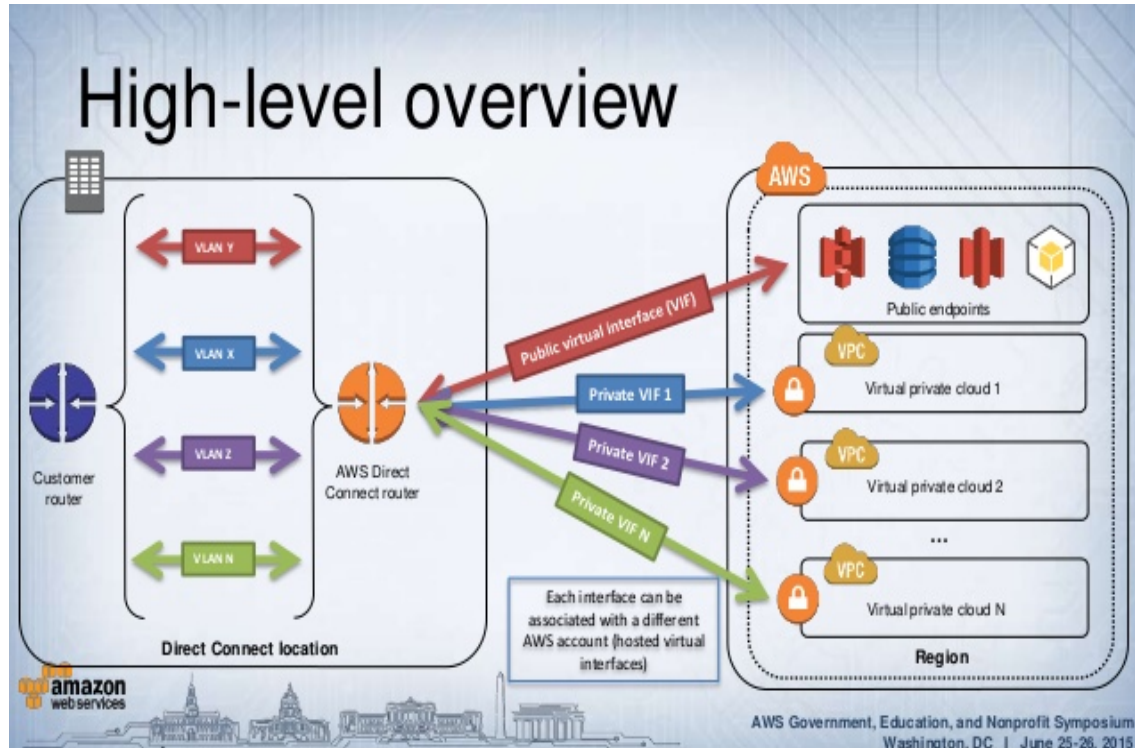 High-level overview
AWS
VLAN Y
VLAN X
VLAN Z
VLAN N
Customer
router
AWS Direct
Connect router
Direct Connect location
Public virtual interface (VIF)
Private VIF 1
Private VIF 2
Private VIF N
Each interface can be
associated with a different
AWS account (hosted virtual
interfaces)
Public endpoints
VPC
Virtual private cloud 1
VPC
Virtual private cloud 2
...
VPC
Virtual private cloud N
Region
amazon
web services
AWS Government, Education, and Nonprofit Symposium
Washington, DC | June 25-26, 2015